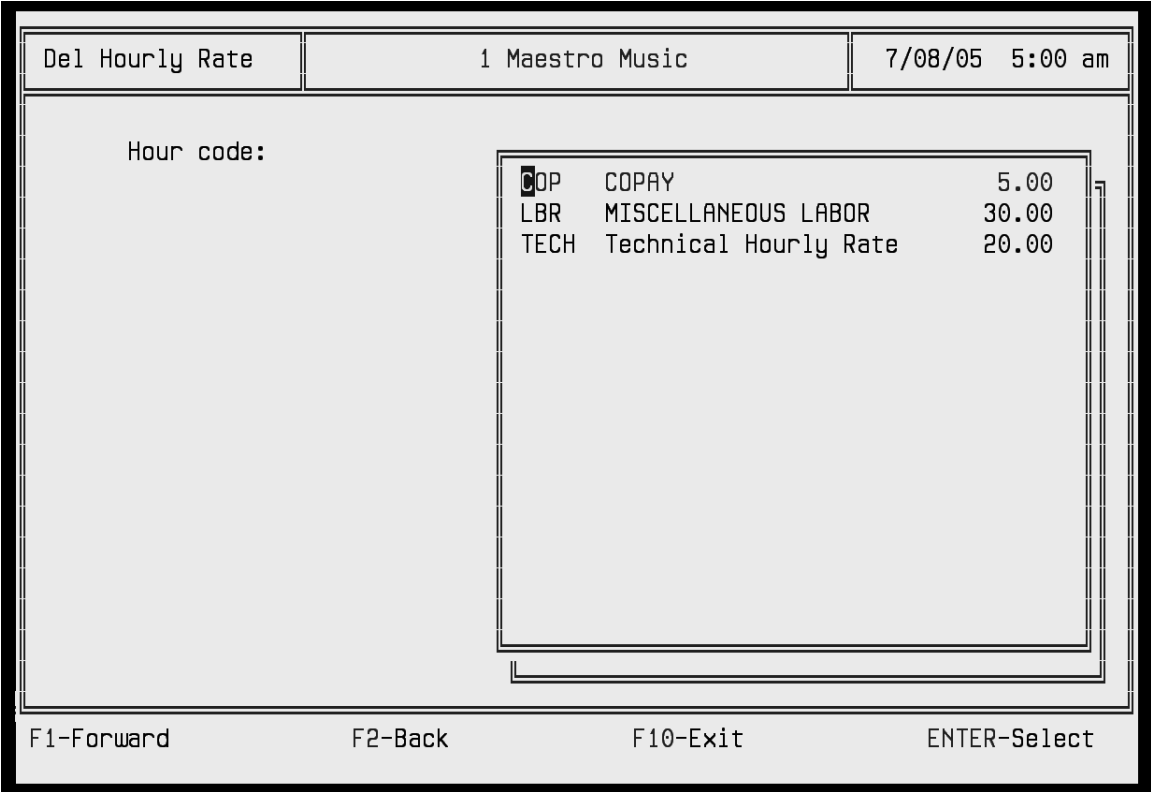 Del Hourly Rate 1 Maestro Music 7/08/05 5:00 am
Hour code:
COP COPAY 5.00
LBR MISCELLANEOUS LABOR 30.00
TECH Technical Hourly Rate 20.00
F1-Forward F2-Back F10-Exit ENTER-Select